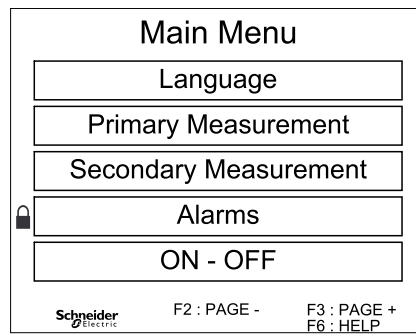 Main Menu
Language
Primary Measurement
Secondary Measurement
Alarms
ON - OFF
Schneider
Electric
F2 : PAGE -
F3 : PAGE +
F6 : HELP